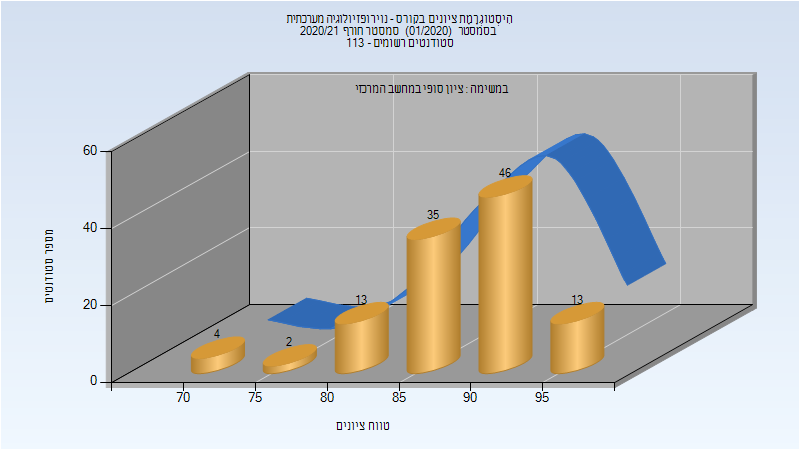 היסטוגרמת ציונים בקורס - נוירופזיולוגיה מערכתית
בסמסטר (01/2020) סמסטר חורף 2020/21
סטודנטים רשומים - 113
במשימה : ציון סופי במחשב המרכזי
60
40
20
0
מספר סטודנטים
4
2
13
35
46
13
70
75
80
85
90
95
טווח ציונים